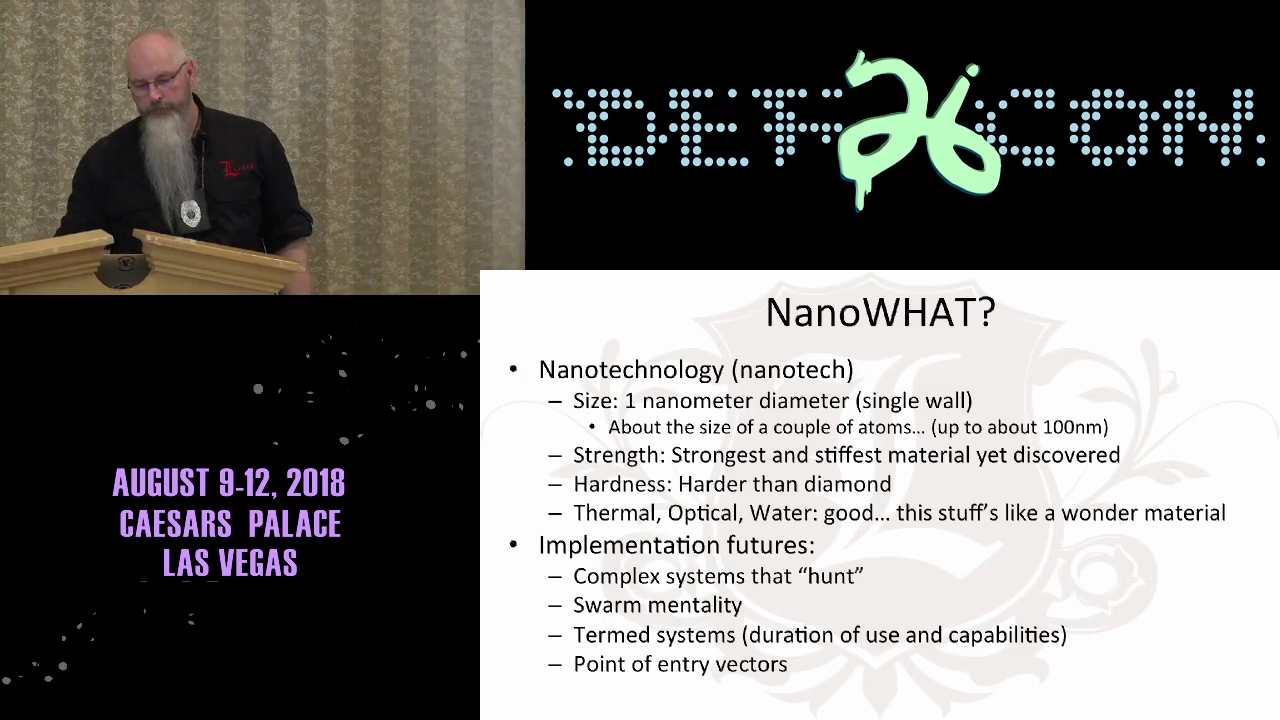 DEF 26 CON
NanoWHAT?
• Nanotechnology (nanotech)
– Size: 1 nanometer diameter (single wall)
• About the size of a couple of atoms… (up to about 100nm)
– Strength: Strongest and stiffest material yet discovered
– Hardness: Harder than diamond
– Thermal, Optical, Water: good… this stuff's like a wonder material
• Implementation futures:
– Complex systems that “hunt”
– Swarm mentality
– Termed systems (duration of use and capabilities)
– Point of entry vectors
AUGUST 9-12, 2018
CAESARS PALACE
LAS VEGAS